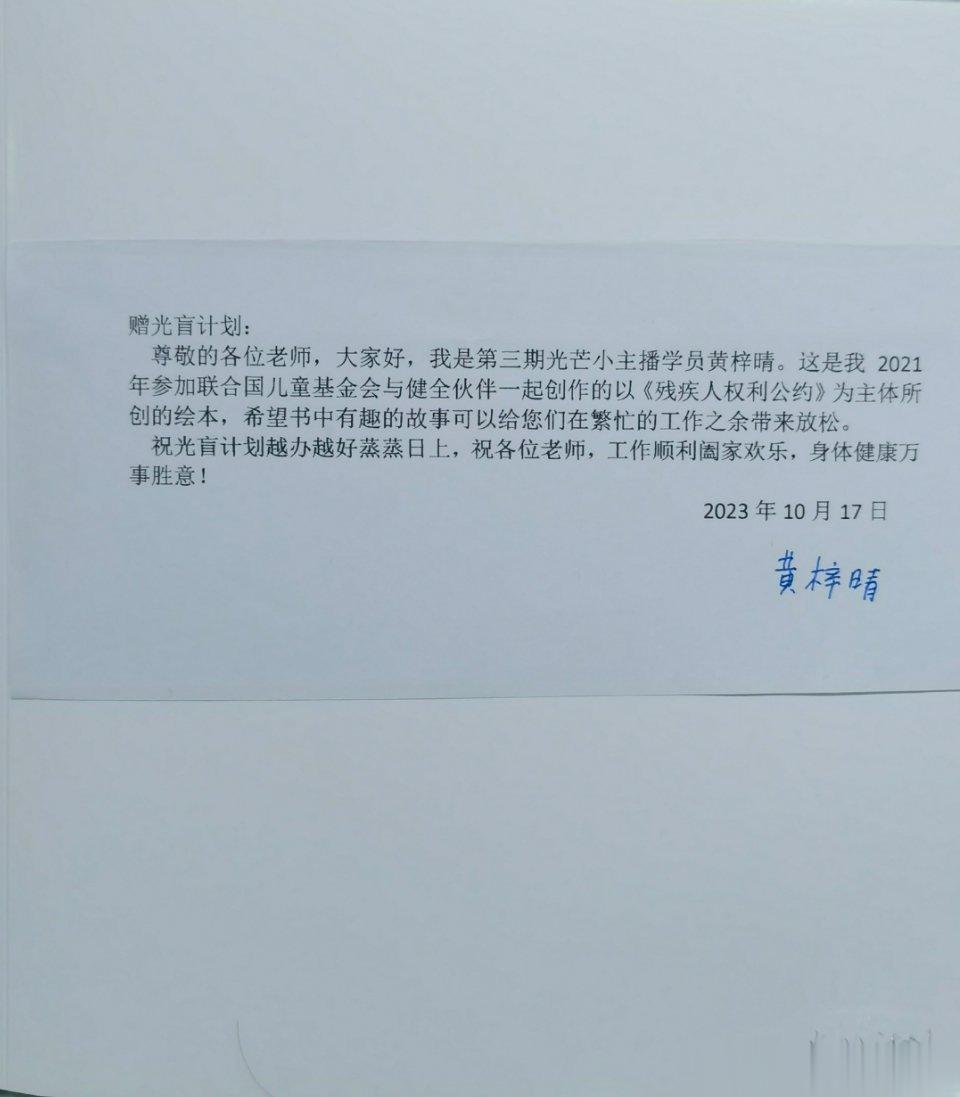 赠光盲计划：
尊敬的各位老师，大家好，我是第三期光芒小主播学员黄梓晴。这是我 2021
年参加联合国儿童基金会与健全伙伴一起创作的以《残疾人权利公约》为主体所
创的绘本，希望书中有趣的故事可以给您们在繁忙的工作之余带来放松。
祝光盲计划越办越好蒸蒸日上，祝各位老师，工作顺利阖家欢乐，身体健康万
事胜意！
2023 年 10 月 17 日
黄梓晴